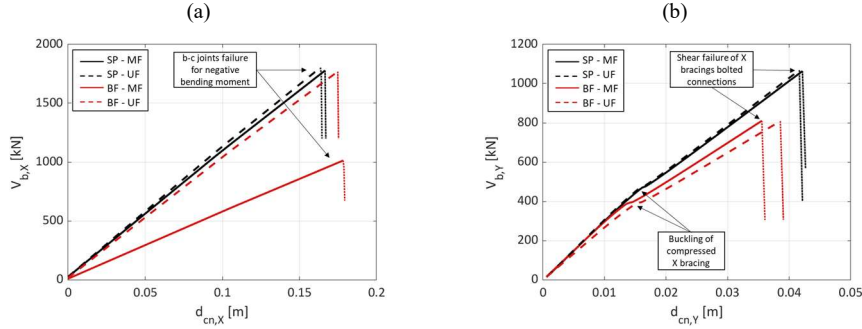 (a)
2000
1500
1000
500
0
V_b,X [kN]
SP - MF
SP - UF
BF - MF
BF - UF
b-c joints failure
for negative
bending moment
0
0.05
0.1
0.15
0.2
d_cn,X [m]
(b)
1200
1000
800
600
400
200
0
V_b,Y [kN]
SP - MF
SP - UF
BF - MF
BF - UF
Shear failure of X
bracings bolted
connections
Buckling of
compressed
X bracing
0
0.01
0.02
0.03
0.04
0.05
d_cn,Y [m]